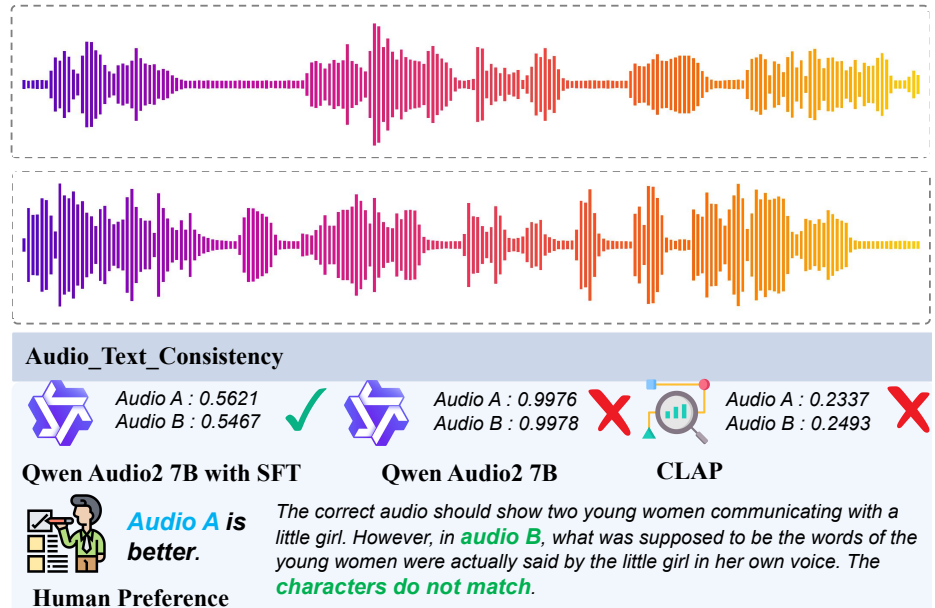 Audio_Text_Consistency
Audio A : 0.5621
Audio B : 0.5467
Audio A : 0.9976
Audio B : 0.9978
Audio A : 0.2337
Audio B : 0.2493
Qwen Audio2 7B with SFT
Qwen Audio2 7B
CLAP
Audio A is
better.
Human Preference
The correct audio should show two young women communicating with a
little girl. However, in audio B, what was supposed to be the words of the
young women were actually said by the little girl in her own voice. The
characters do not match.